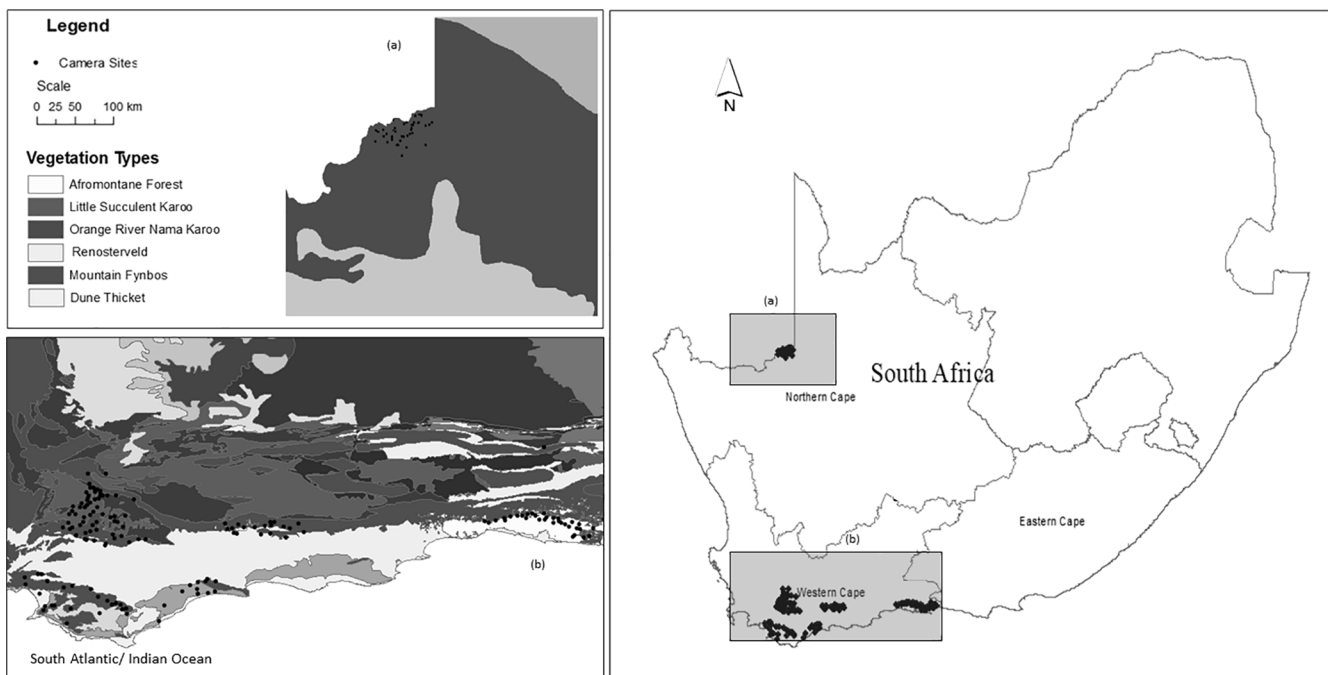 Legend
(a)
Camera Sites
Scale
0 25 50 100 km
Vegetation Types
Afromontane Forest
Little Succulent Karoo
Orange River Nama Karoo
Renosterveld
Mountain Fynbos
Dune Thicket
(b)
South Atlantic/ Indian Ocean
N
(a)
South Africa
Northern Cape
Eastern Cape
(b)
Western Cape